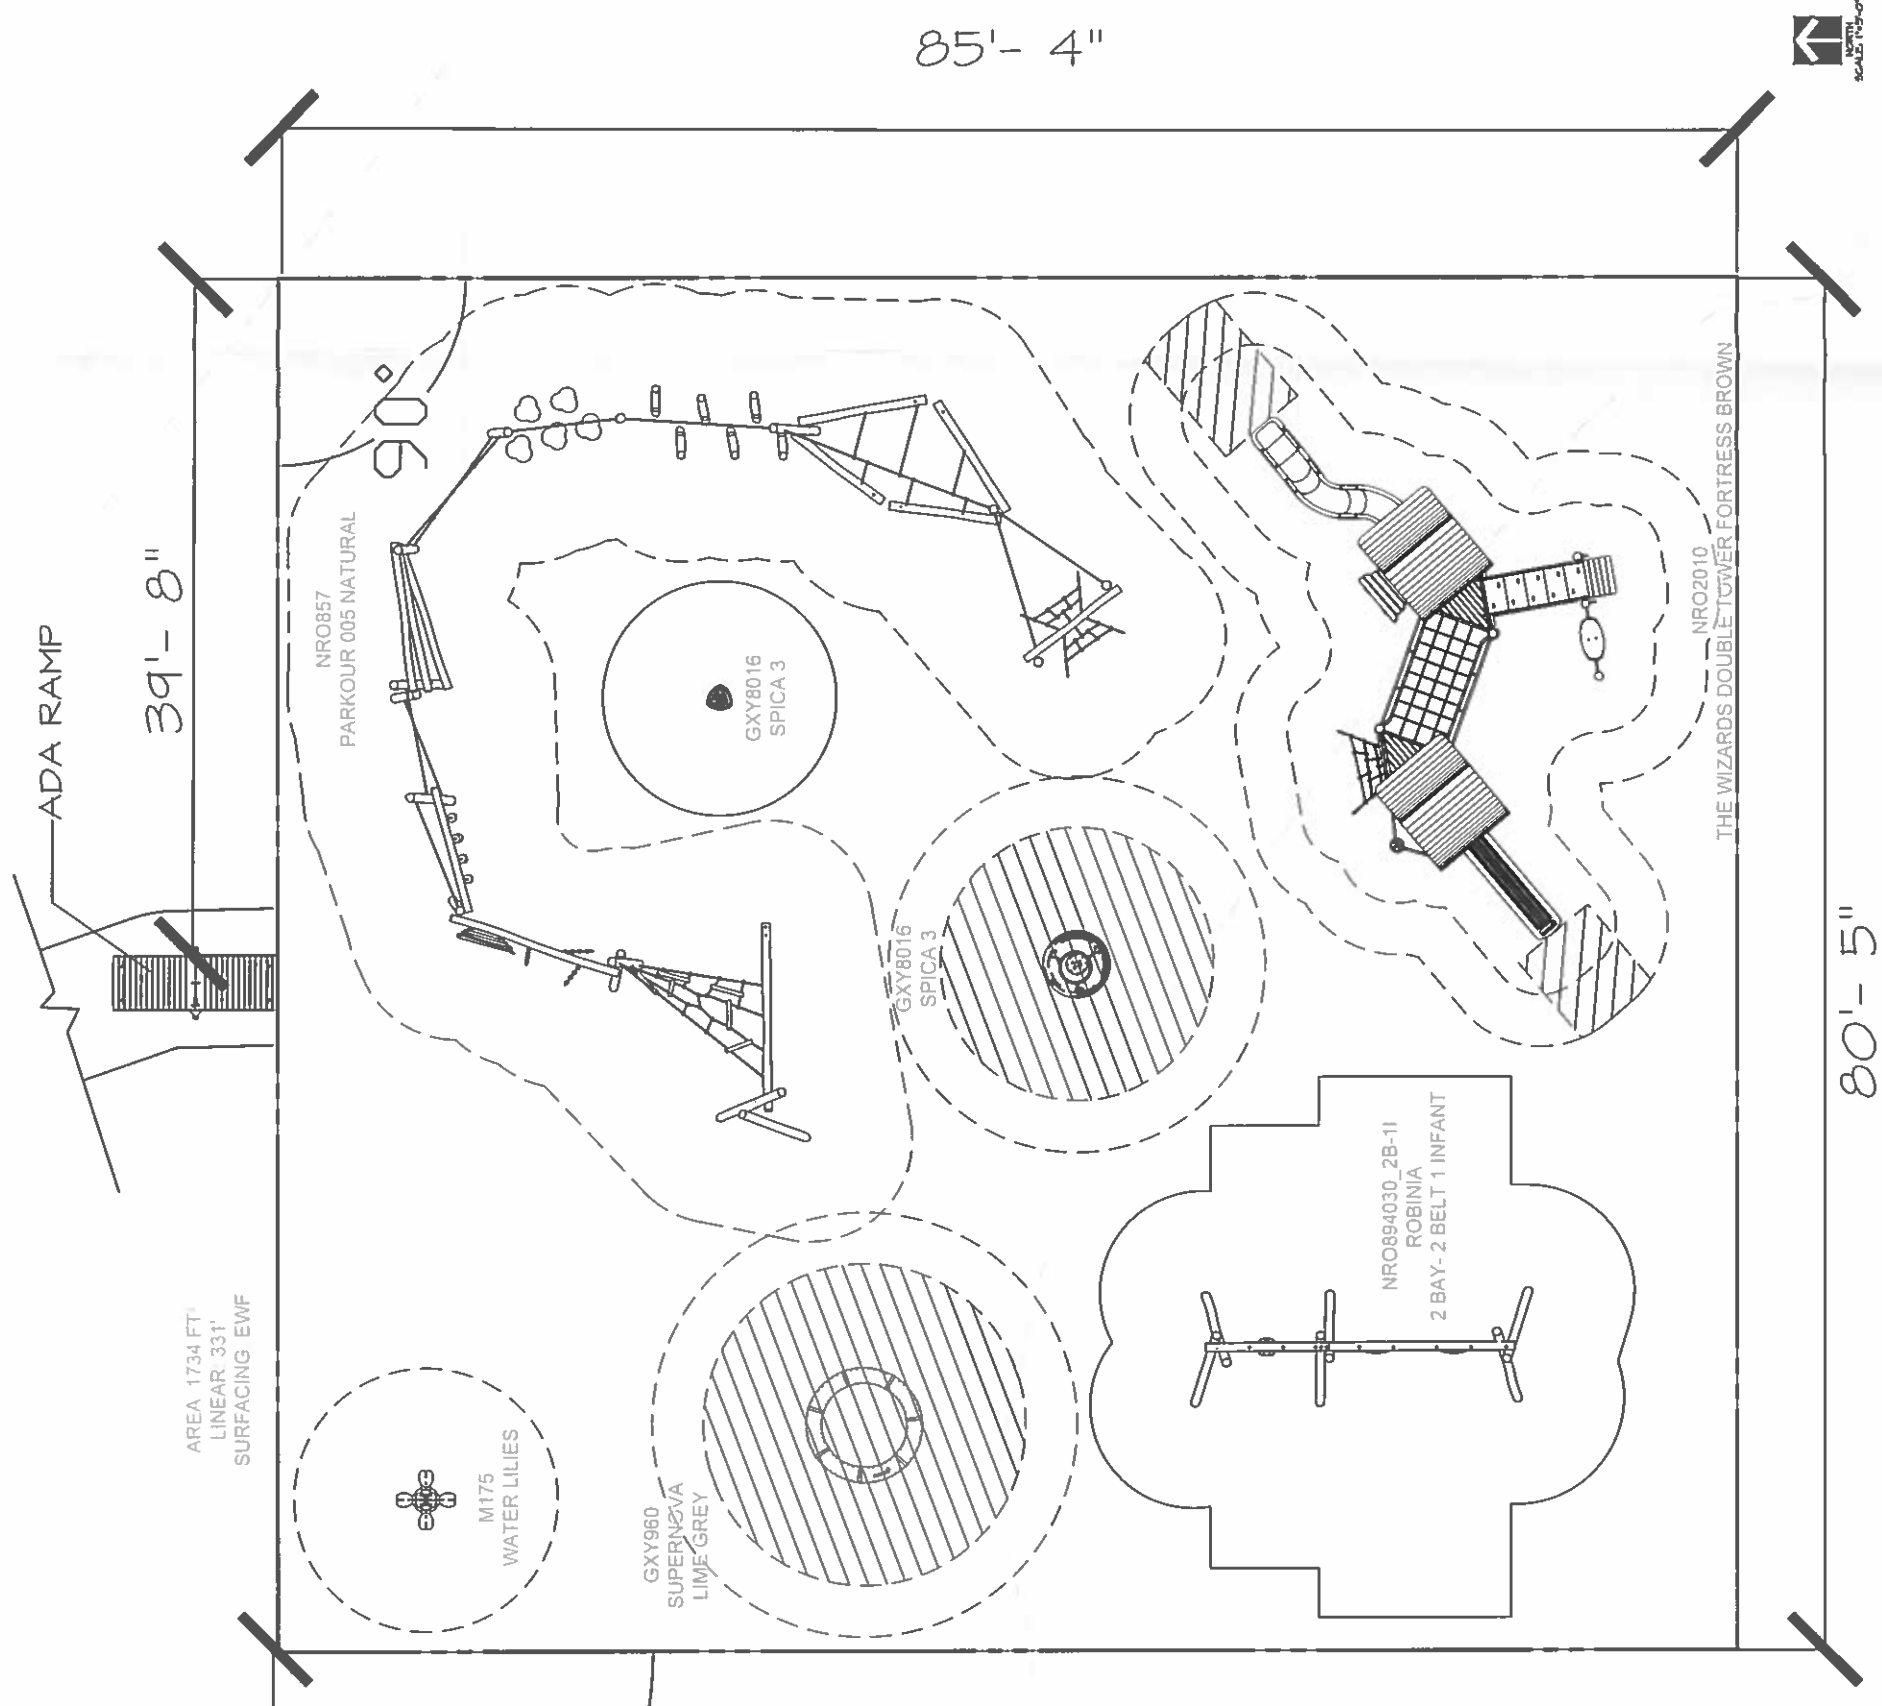 85'- 4"
NORTH
ADA RAMP
39'- 8"
NRO857
PARKOUR 005 NATURAL
GXY8016
SPICA 3
NRO2010
THE WIZARDS DOUBLE TOWER FORTRESS BROWN
GXY8016
SPICA 3
80'- 5"
NRO894030_2B-1I
ROBINIA
2 BAY- 2 BELT 1 INFANT
AREA 1734 FT
LINEAR: 331'
SURFACING EWF
M175
WATER LILIES
GXY960
SUPERNOVA
LIME GREY